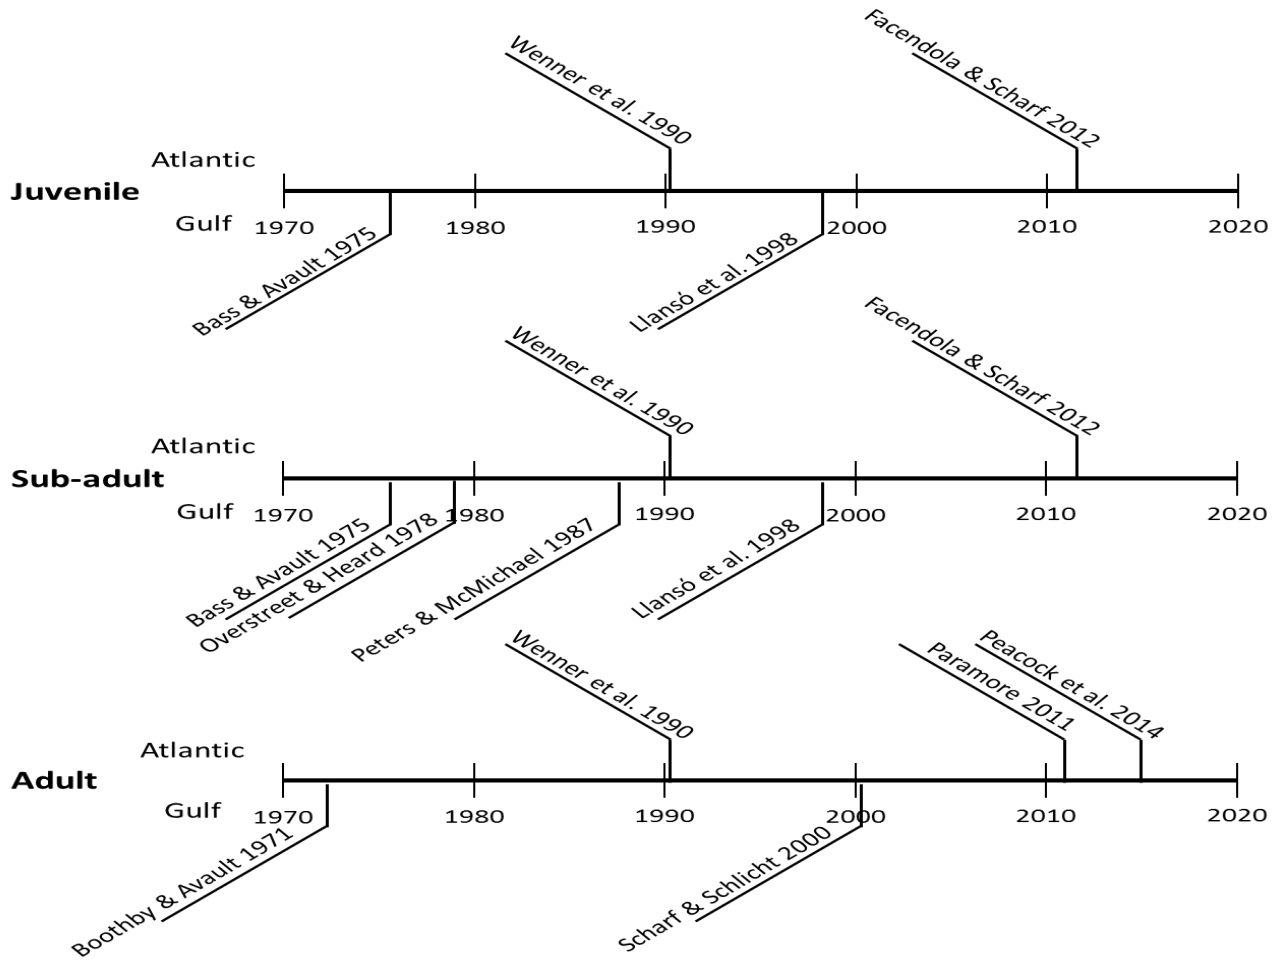 Wenner et al. 1990
Facendola & Scharf 2012
Atlantic
Juvenile
Gulf
1970
1980
1990
2000
2010
2020
Bass & Avault 1975
Llansó et al. 1998
Wenner et al. 1990
Facendola & Scharf 2012
Atlantic
Sub-adult
Gulf
1970
1980
1990
2000
2010
2020
Bass & Avault 1975
Overstreet & Heard 1978
Peters & McMichael 1987
Llansó et al. 1998
Wenner et al. 1990
Paramore 2011
Peacock et al. 2014
Atlantic
Adult
Gulf
1970
1980
1990
2000
2010
2020
Boothby & Avault 1971
Scharf & Schlicht 2000